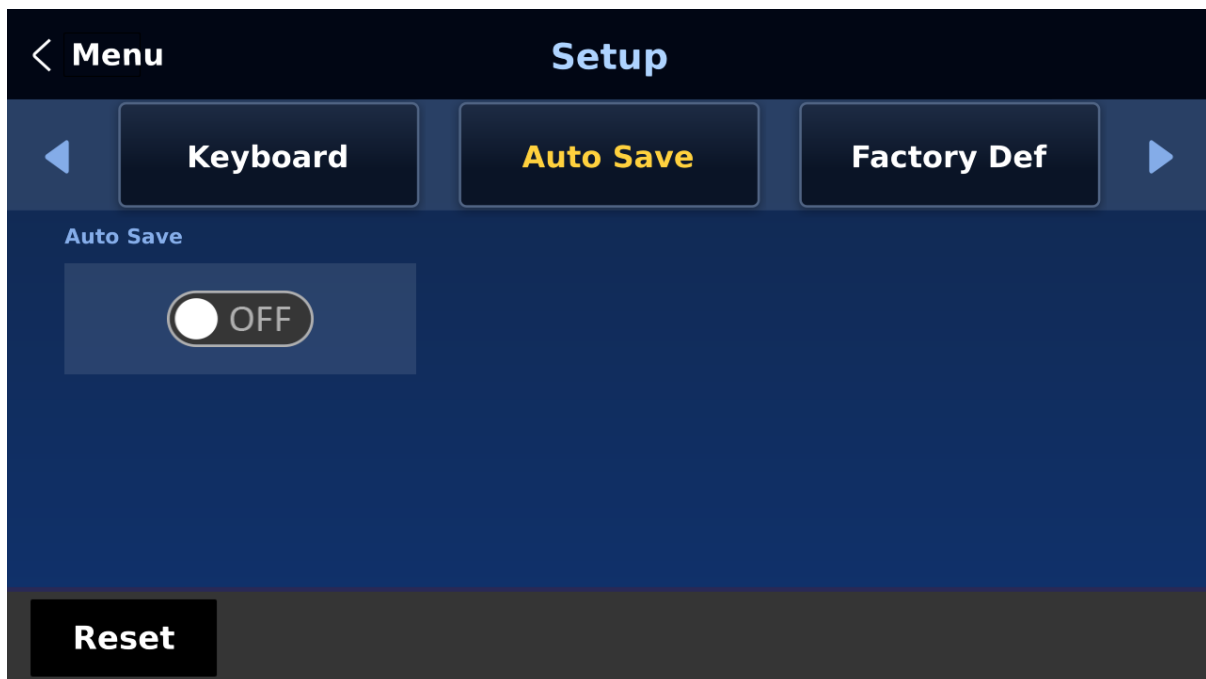 Menu
Setup
Keyboard
Auto Save
Factory Def
Auto Save
OFF
Reset